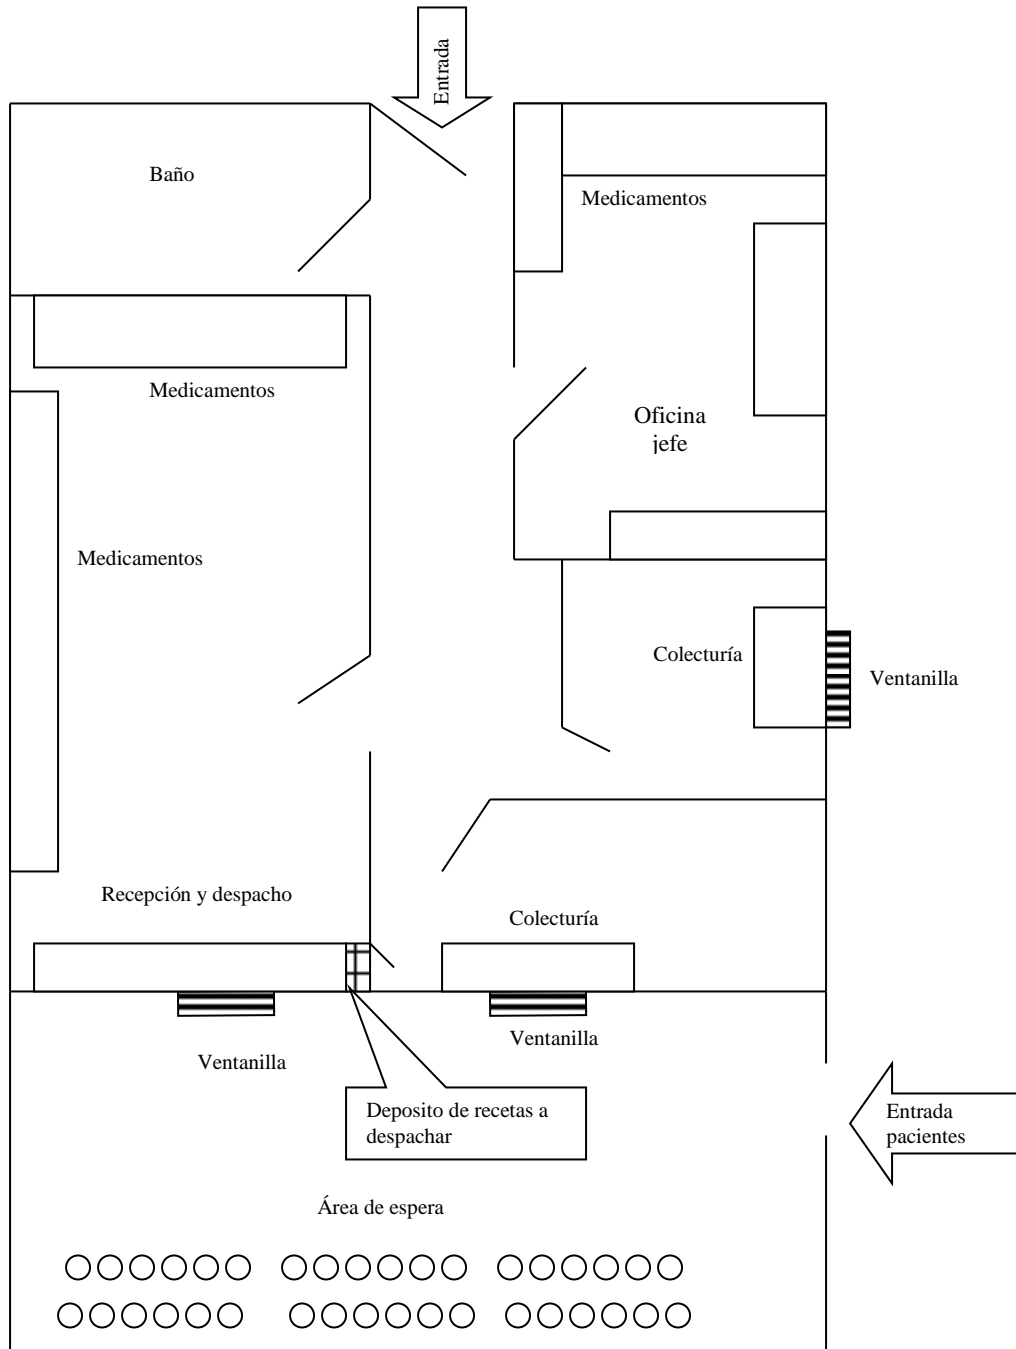 Entrada
Baño
Medicamentos
Medicamentos
Oficina
jefe
Medicamentos
Colecturía
Ventanilla
Recepción y despacho
Colecturía
Ventanilla
Ventanilla
Deposito de recetas a
despachar
Entrada
pacientes
Área de espera